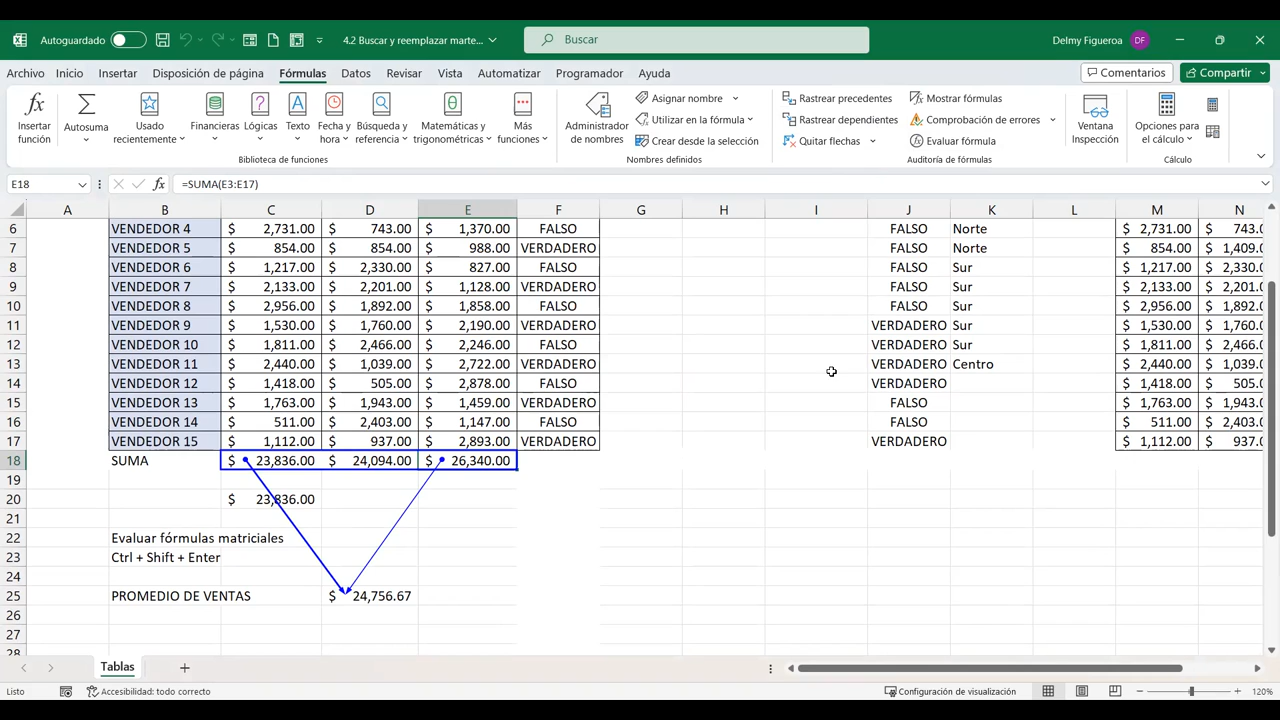 Autoguardado 4.2 Buscar y reemplazar marte... Buscar Delmy Figueroa DF
Archivo Inicio Insertar Disposición de página Fórmulas Datos Revisar Vista Automatizar Programador Ayuda Comentarios Compartir
Insertar función
Autosuma
Usado recientemente
Financieras
Lógicas
Texto
Fecha y hora
Búsqueda y referencia
Matemáticas y trigonométricas
Más funciones
Biblioteca de funciones
Administrador de nombres
Asignar nombre
Utilizar en la fórmula
Crear desde la selección
Nombres definidos
Rastrear precedentes
Rastrear dependientes
Quitar flechas
Mostrar fórmulas
Comprobación de errores
Evaluar fórmula
Auditoría de fórmulas
Ventana Inspección
Opciones para el cálculo
Cálculo
E18 fx =SUMA(E3:E17)
A B C D E F G H I J K L M N
6 VENDEDOR 4 $ 2,731.00 $ 743.00 $ 1,370.00 FALSO FALSO Norte $ 2,731.00 $ 743.0
7 VENDEDOR 5 $ 854.00 $ 854.00 $ 988.00 VERDADERO FALSO Norte $ 854.00 $ 1,409.0
8 VENDEDOR 6 $ 1,217.00 $ 2,330.00 $ 827.00 FALSO FALSO Sur $ 1,217.00 $ 2,330.0
9 VENDEDOR 7 $ 2,133.00 $ 2,201.00 $ 1,128.00 VERDADERO FALSO Sur $ 2,133.00 $ 2,201.0
10 VENDEDOR 8 $ 2,956.00 $ 1,892.00 $ 1,858.00 FALSO FALSO Sur $ 2,956.00 $ 1,892.0
11 VENDEDOR 9 $ 1,530.00 $ 1,760.00 $ 2,190.00 VERDADERO VERDADERO Sur $ 1,530.00 $ 1,760.0
12 VENDEDOR 10 $ 1,811.00 $ 2,466.00 $ 2,246.00 FALSO VERDADERO Sur $ 1,811.00 $ 2,466.0
13 VENDEDOR 11 $ 2,440.00 $ 1,039.00 $ 2,722.00 VERDADERO VERDADERO Centro $ 2,440.00 $ 1,039.0
14 VENDEDOR 12 $ 1,418.00 $ 505.00 $ 2,878.00 FALSO VERDADERO $ 1,418.00 $ 505.0
15 VENDEDOR 13 $ 1,763.00 $ 1,943.00 $ 1,459.00 VERDADERO FALSO $ 1,763.00 $ 1,943.0
16 VENDEDOR 14 $ 511.00 $ 2,403.00 $ 1,147.00 FALSO FALSO $ 511.00 $ 2,403.0
17 VENDEDOR 15 $ 1,112.00 $ 937.00 $ 2,893.00 VERDADERO VERDADERO $ 1,112.00 $ 937.0
18 SUMA $ 23,836.00 $ 24,094.00 $ 26,340.00
19
20 $ 23,836.00
21
22 Evaluar fórmulas matriciales
23 Ctrl + Shift + Enter
24
25 PROMEDIO DE VENTAS $ 24,756.67
26
27
28
Tablas
Listo Accesibilidad: todo correcto Configuración de visualización 120%